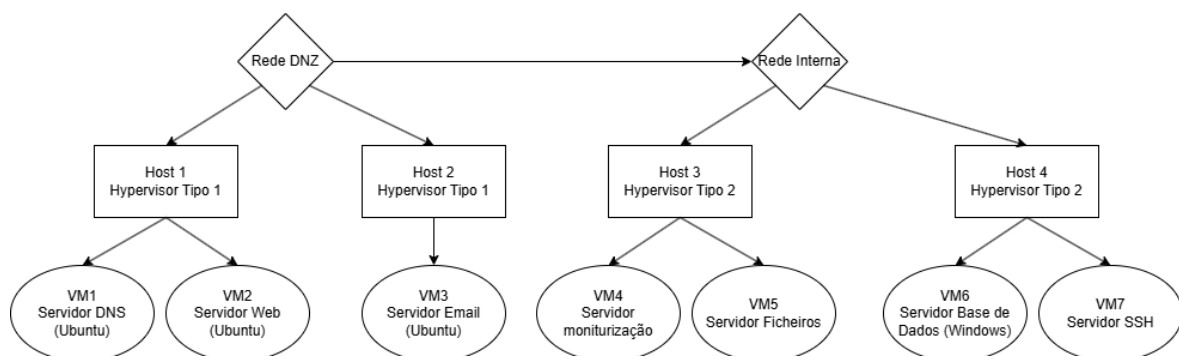 Rede DNZ
Rede Interna
Host 1
Hypervisor Tipo 1
Host 2
Hypervisor Tipo 1
Host 3
Hypervisor Tipo 2
Host 4
Hypervisor Tipo 2
VM1
Servidor DNS
(Ubuntu)
VM2
Servidor Web
(Ubuntu)
VM3
Servidor Email
(Ubuntu)
VM4
Servidor
moniturização
VM5
Servidor Ficheiros
VM6
Servidor Base de
Dados (Windows)
VM7
Servidor SSH